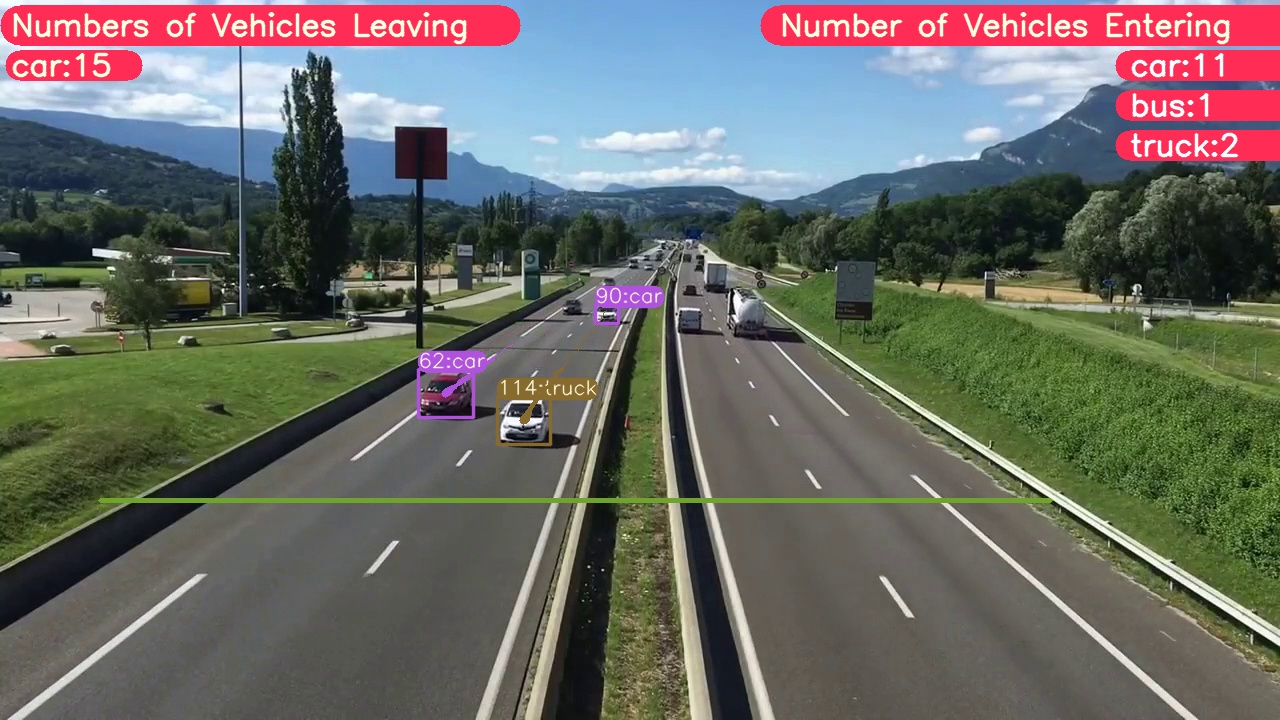 Numbers of Vehicles Leaving
car:15
Number of Vehicles Entering
car:11
bus:1
truck:2
90:car
62:car
114:truck